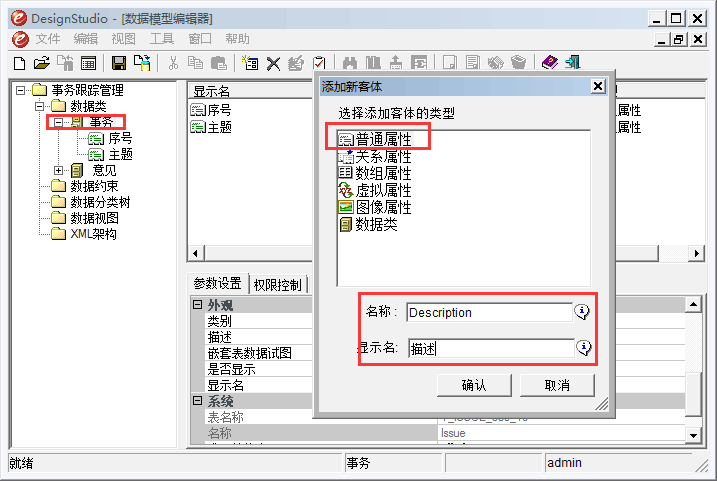 DesignStudio - [数据模型编辑器]
文件 编辑 视图 工具 窗口 帮助
事务跟踪管理
数据类
事务
序号
主题
意见
数据约束
数据分类树
数据视图
XML架构
显示名
序号
主题
属性
属性
添加新客体
选择添加客体的类型
普通属性
关系属性
数组属性
虚拟属性
图像属性
数据类
名称: Description
显示名: 描述
确认 取消
参数设置 权限控制
外观
类别
描述
嵌套表数据试图
是否显示
显示名
系统
表名称
名称 Issue
就绪 事务 admin